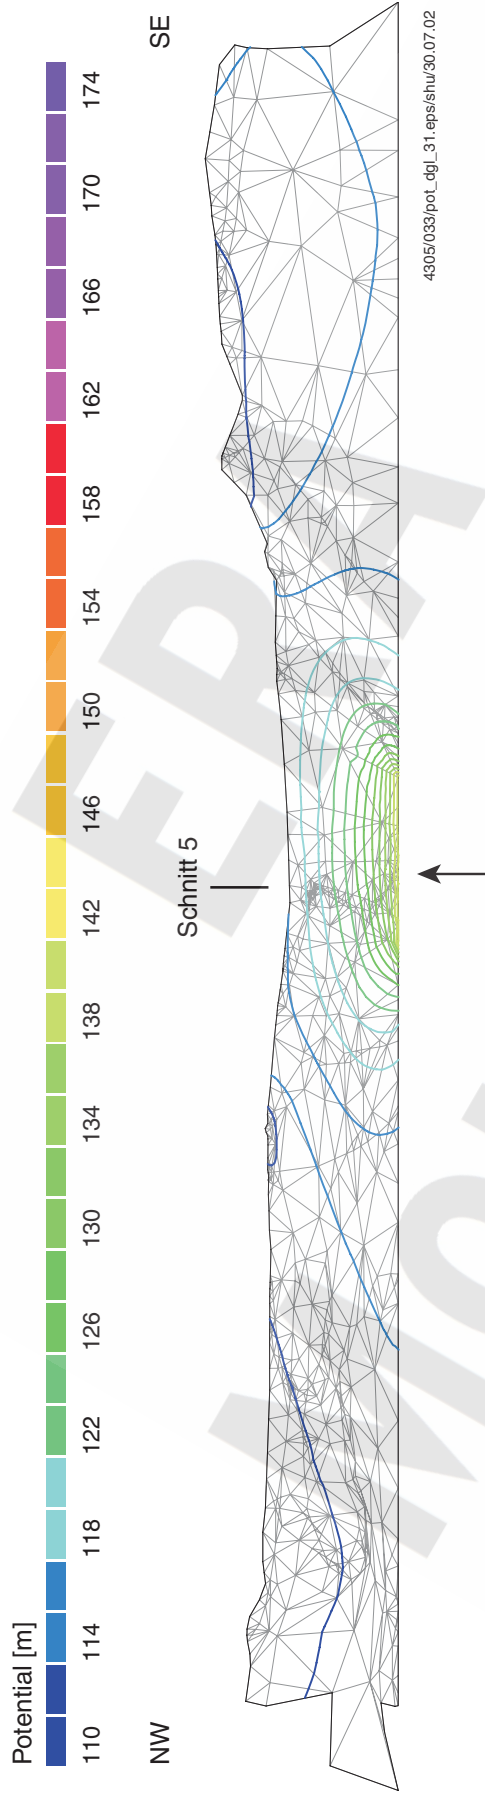 Potential [m]
110 114 118 122 126 130 134 138 142 146 150 154 158 162 166 170 174
NW SE
Schnitt 5
4305/033/pot_dgl_31.eps/shu/30.07.02
ERA